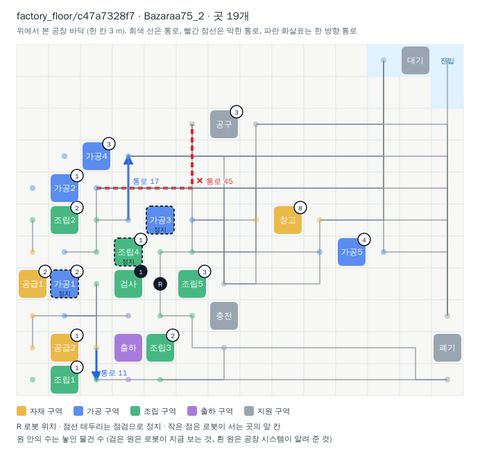 factory_floor/c47a7328f7 · Bazaraa75_2 · 곳 19개
위에서 본 공장 바닥 (한 칸 3 m). 회색 선은 통로, 빨간 점선은 막힌 통로, 파란 화살표는 한 방향 통로
대기
전립
공구 3
가공4 3
통로 17
✕ 통로 45
가공2 1
조립2 2
가공3
정지
창고 8
조립4 1
정지
가공5 4
공급1 2
가공1 2
정지
검사 1
R
조립5 3
충전
공급2 1
출하
조립3 2
폐기
통로 11
조립1 1
자재 구역
가공 구역
조립 구역
출하 구역
지원 구역
R 로봇 위치 · 점선 테두리는 점검으로 정지 · 작은 점은 로봇이 서는 곳의 앞 칸
원 안의 수는 놓인 물건 수 (검은 원은 로봇이 지금 보는 것, 흰 원은 공장 시스템이 알려 준 것)